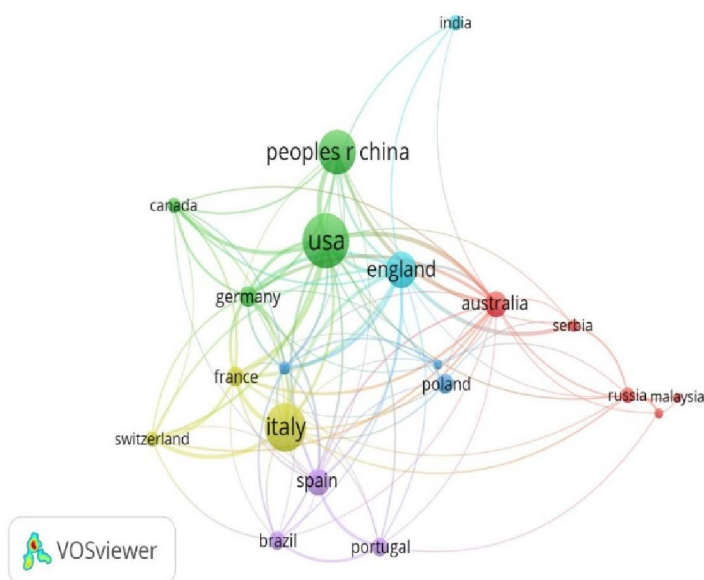 india
peoples r china
canada
usa
england
germany
australia
serbia
france
poland
russia malaysia
italy
switzerland
spain
brazil
portugal
VOSviewer